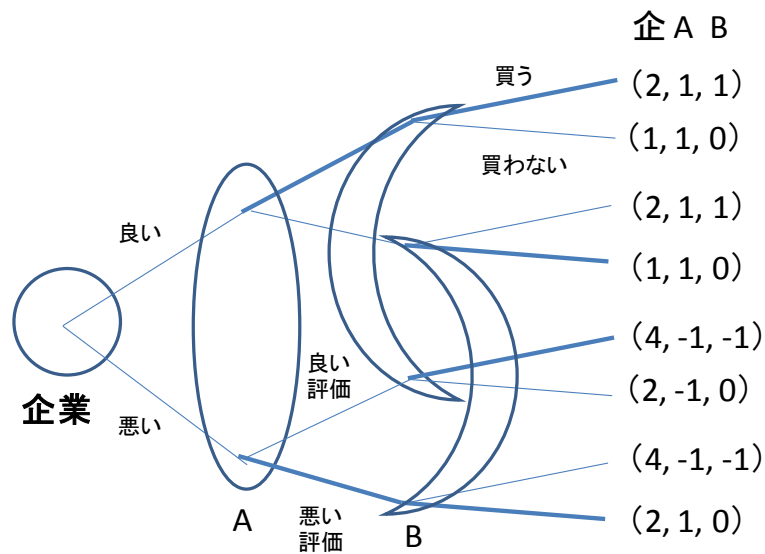 企 A B
買う
(2, 1, 1)
(1, 1, 0)
買わない
(2, 1, 1)
良い
(1, 1, 0)
(4, -1, -1)
良い
評価
(2, -1, 0)
企業
悪い
(4, -1, -1)
A
悪い
評価
B
(2, 1, 0)